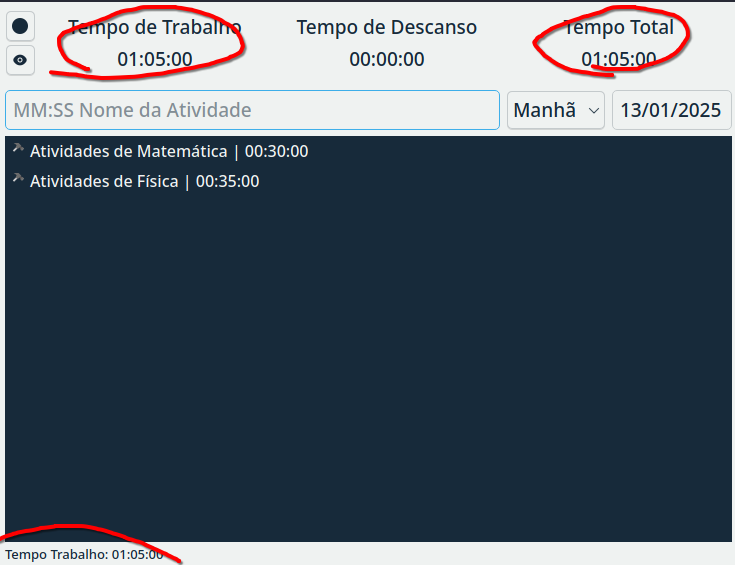 Tempo de Trabalho Tempo de Descanso Tempo Total
01:05:00 00:00:00 01:05:00
MM:SS Nome da Atividade Manhã 13/01/2025
Atividades de Matemática | 00:30:00
Atividades de Física | 00:35:00
Tempo Trabalho: 01:05:00